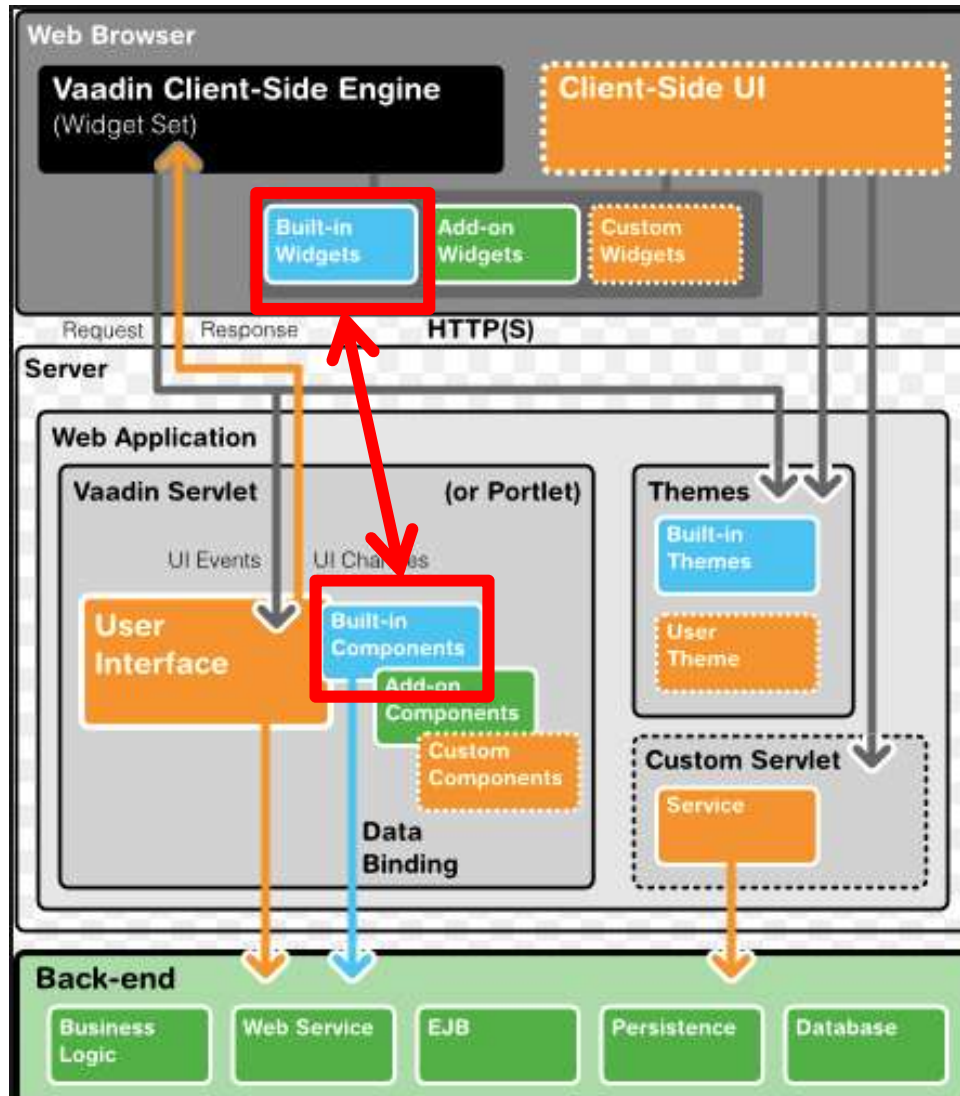 Web Browser
Vaadin Client-Side Engine
(Widget Set)
Client-Side UI
Built-in
Widgets
Add-on
Widgets
Custom
Widgets
Request
Response
HTTP(S)
Server
Web Application
Vaadin Servlet
(or Portlet)
UI Events
UI Changes
User
Interface
Built-in
Components
Add-on
Components
Custom
Components
Data
Binding
Themes
Built-in
Themes
User
Theme
Custom Servlet
Service
Back-end
Business
Logic
Web Service
EJB
Persistence
Database